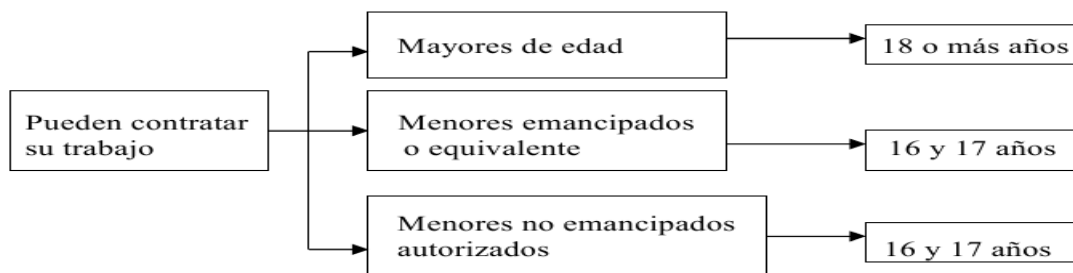 Mayores de edad
18 o más años
Pueden contratar
su trabajo
Menores emancipados
o equivalente
16 y 17 años
Menores no emancipados
autorizados
16 y 17 años